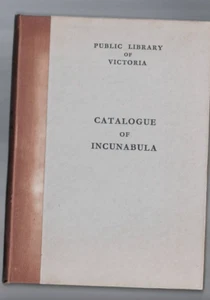 PUBLIC LIBRARY
OF
VICTORIA
CATALOGUE
OF
INCUNABULA